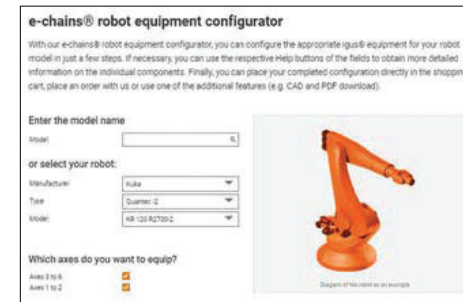 e-chains® robot equipment configurator
With our e-chains® robot equipment configurator, you can configure the appropriate igus® equipment for your robot
model in just a few steps. If necessary, you can use the respective Help buttons of the fields to obtain more detailed
information on the individual components. Finally, you can place your completed configuration directly in the shoppin
cart, place an order with us or use one of the additional features (e.g. CAD and PDF download).
Enter the model name
Model:
or select your robot:
Manufacturer: Kuka
Type: Quantec -2
Model: KR 120 R2700-2
Which axes do you want to equip?
Axes 3 to 6
Axes 1 to 2
Diagram of the robot as an example